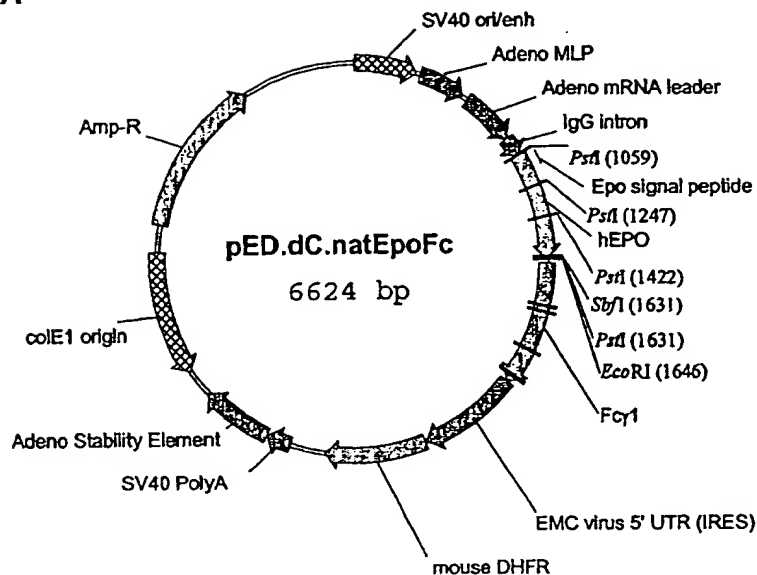 A
SV40 ori/enh
Adeno MLP
Adeno mRNA leader
IgG intron
PstI (1059)
Epo signal peptide
PstI (1247)
hEPO
PstI (1422)
SbfI (1631)
PstI (1631)
EcoRI (1646)
Fcγ1
EMC virus 5' UTR (IRES)
mouse DHFR
SV40 PolyA
Adeno Stability Element
colE1 origin
Amp-R
pED.dC.natEpoFc
6624 bp